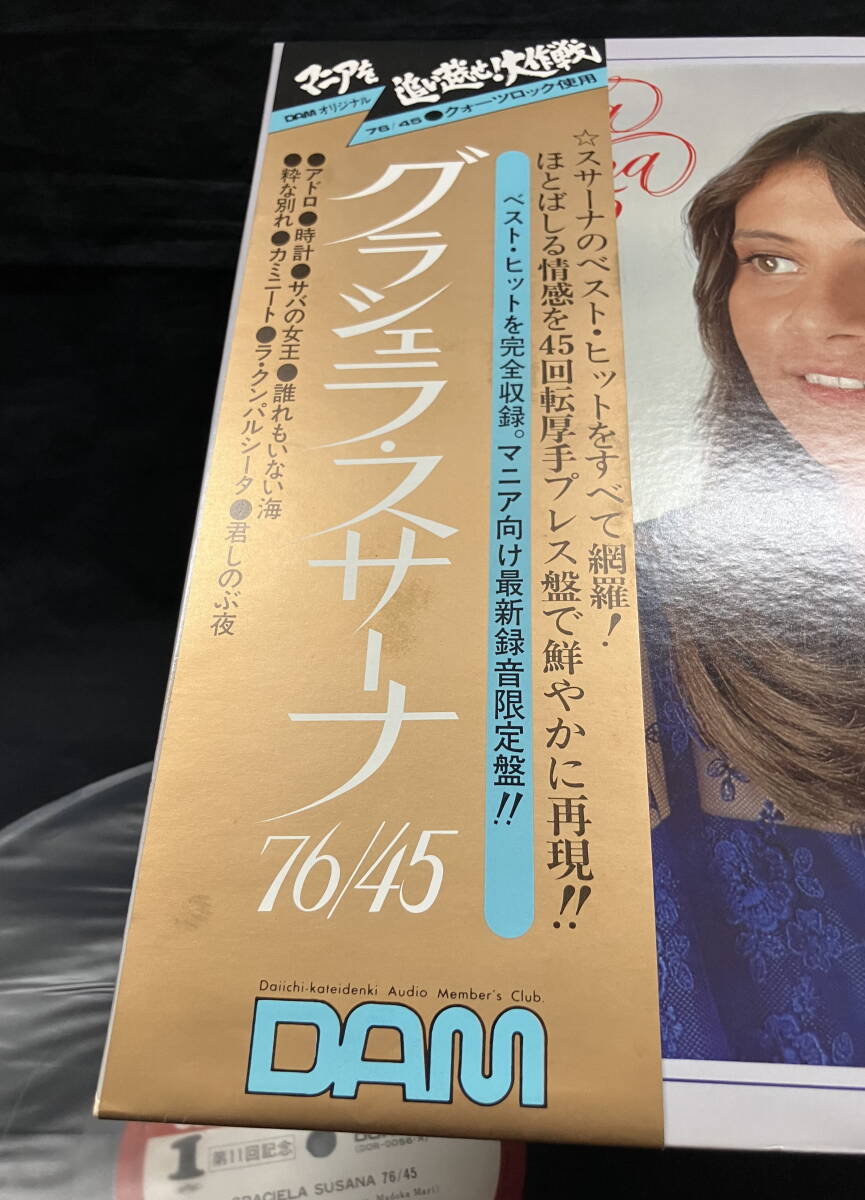 マニアを
追い越せ!大作戦
DAMオリジナル
76/45●クォーツロック使用
☆スサーナのベスト・ヒットをすべて網羅!
ほとばしる情感を45回転厚手プレス盤で鮮やかに再現!!
ベスト・ヒットを完全収録。マニア向け最新録音限定盤!!
グラシェラ・スサーナ
76/45
●アドロ●時計●サバの女王●誰れもいない海
●粋な別れ●カミニート●ラ・クンパルシータ●君しのぶ夜
Daiichi-kateidenki Audio Member's Club.
DAM
1
第11回記念
(DOR-0056-A)
GRACIELA SUSANA 76/45